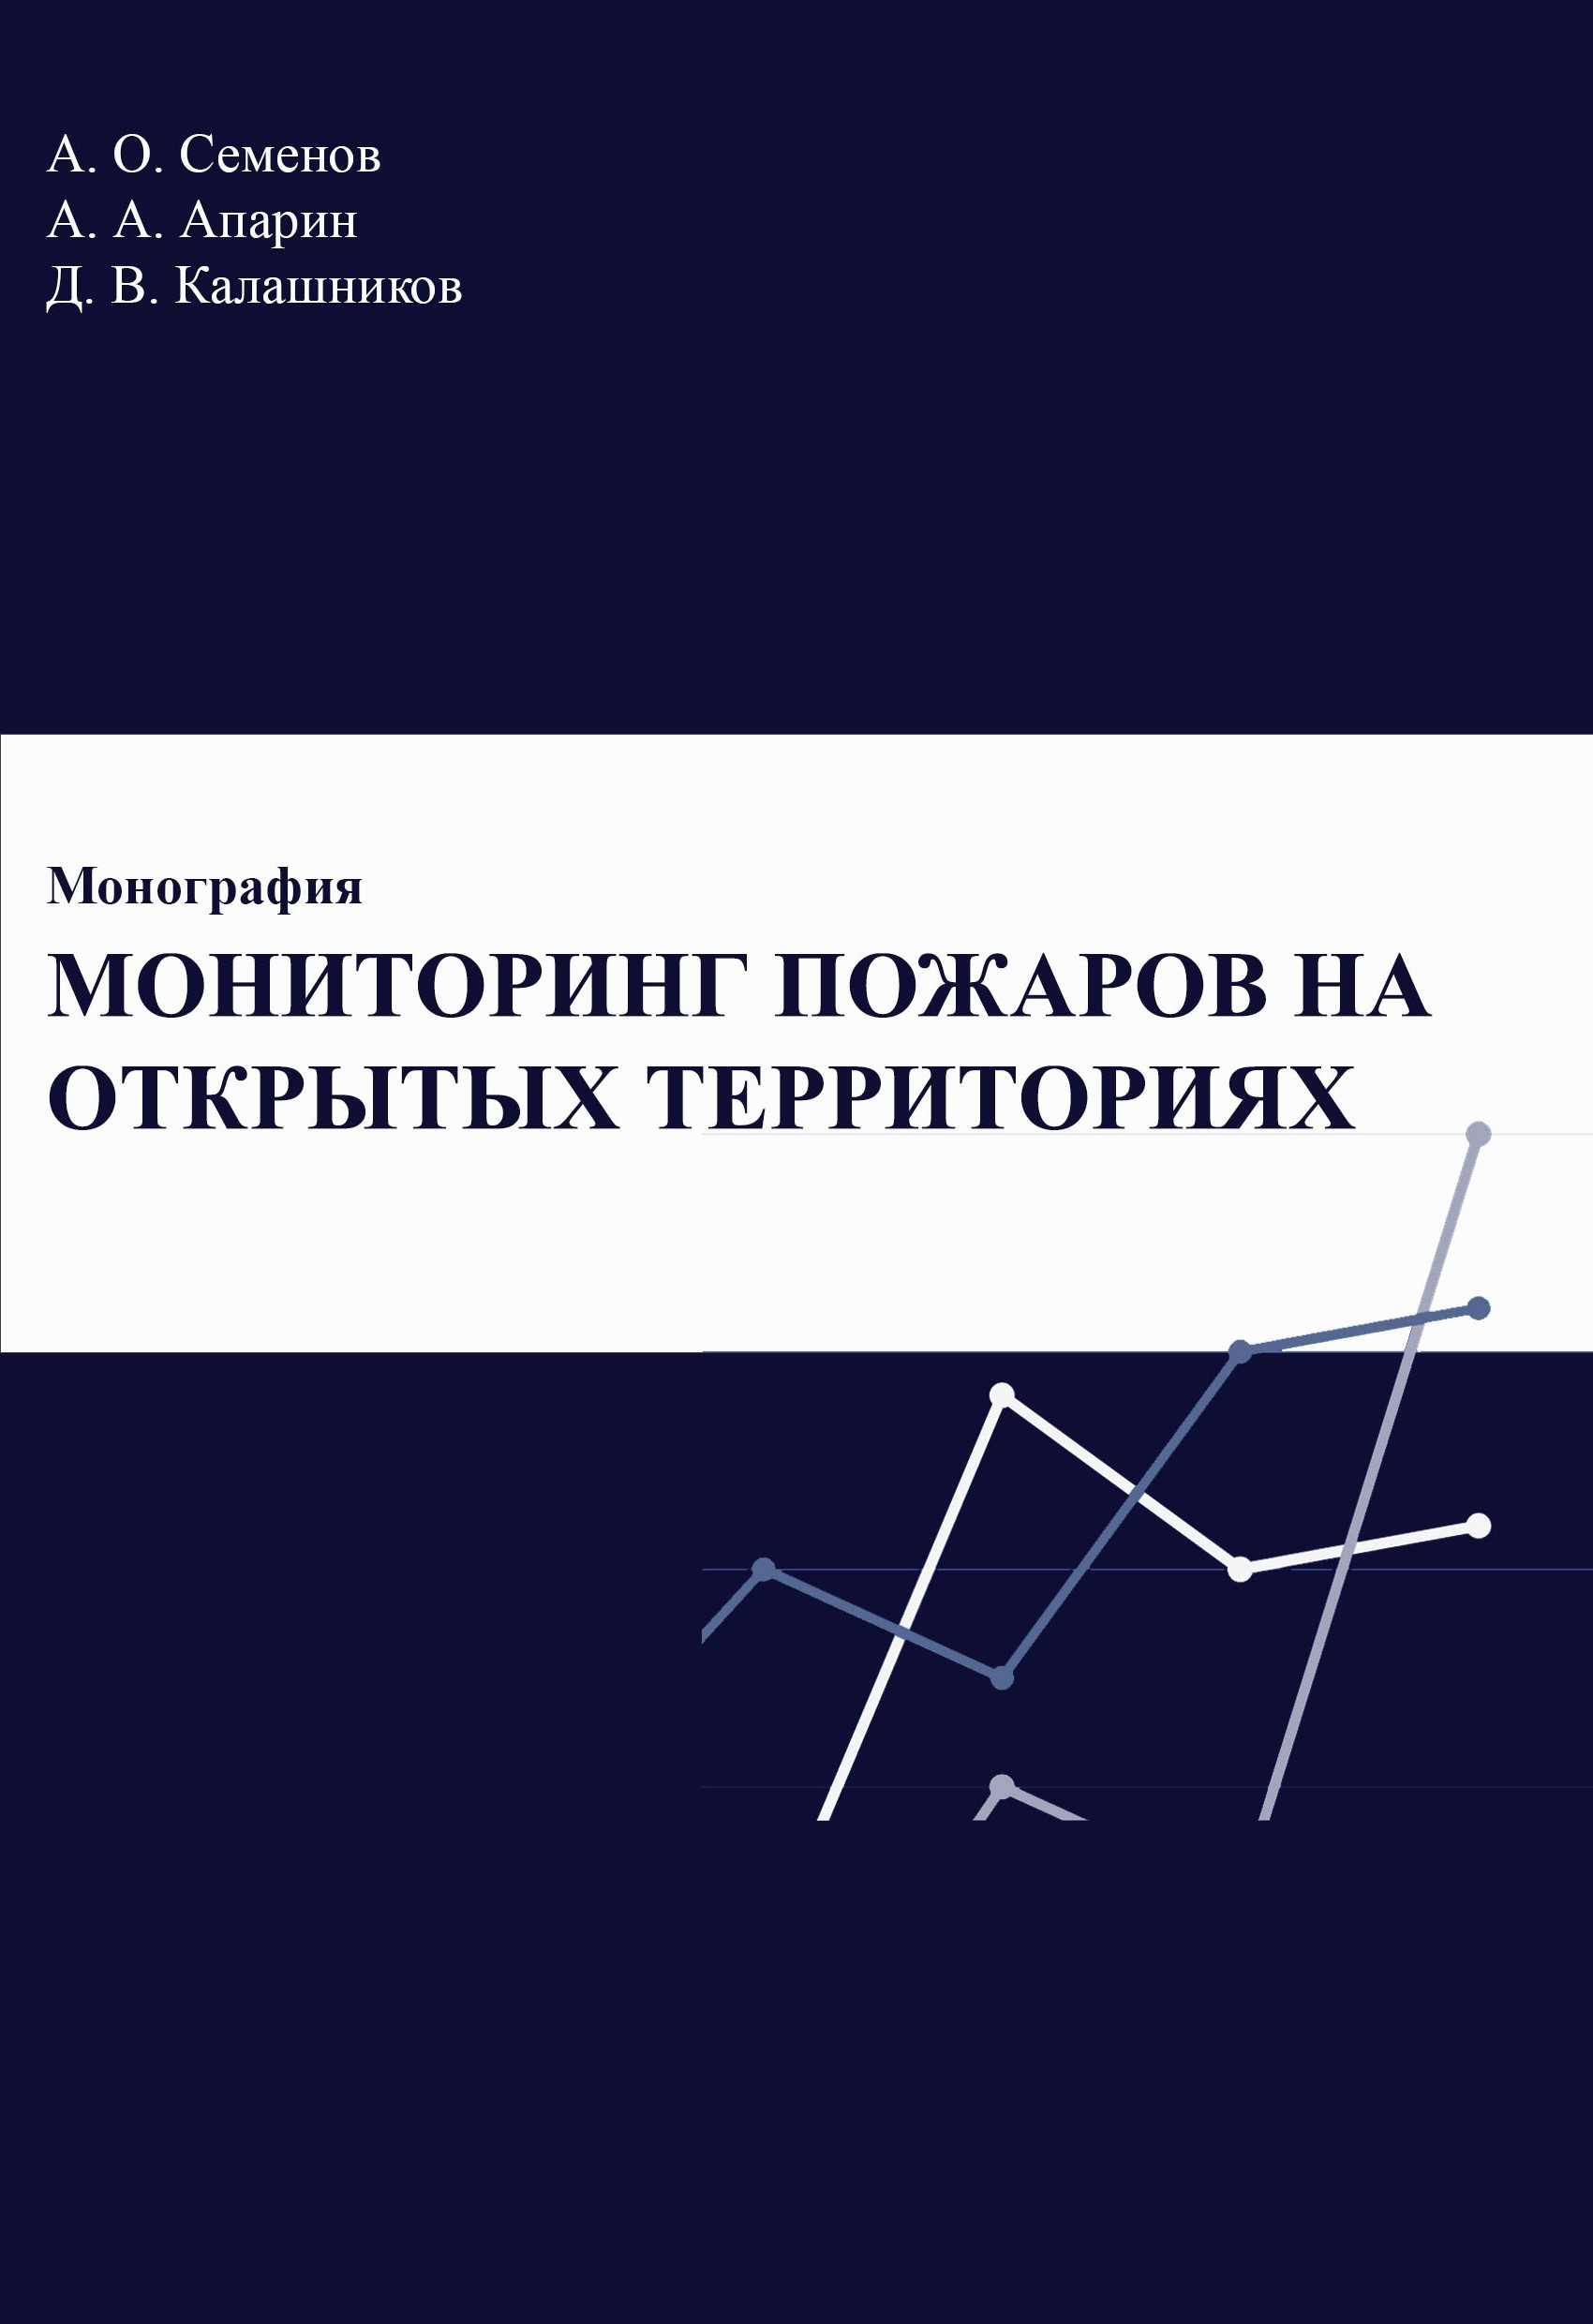 А. О. Семенов
А. А. Апарин
Д. В. Калашников
Монография
МОНИТОРИНГ ПОЖАРОВ НА
ОТКРЫТЫХ ТЕРРИТОРИЯХ